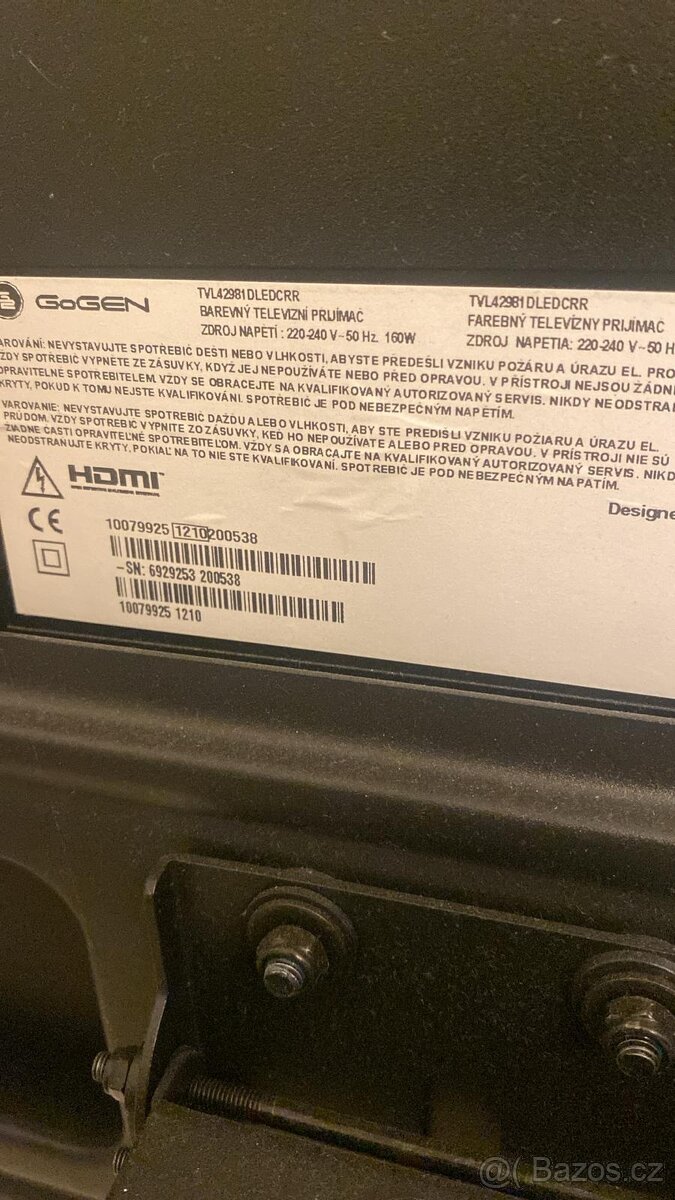 GoGEN
TVL42981DLEDCRR
BAREVNÝ TELEVIZNÍ PŘIJÍMAČ
ZDROJ NAPĚTÍ : 220-240 V~50 Hz. 160W
TVL42981DLEDCRR
FAREBNÝ TELEVÍZNY PRIJÍMAČ
ZDROJ NAPETIA: 220-240 V~50 H
AROVÁNÍ: NEVYSTAVUJTE SPOTŘEBIČ DEŠTI NEBO VLHKOSTI, ABYSTE PŘEDEŠLI VZNIKU POŽÁRU A ÚRAZU EL. PRO
ŽDY SPOTŘEBIČ VYPNĚTE ZE ZÁSUVKY, KDYŽ JEJ NEPOUŽÍVÁTE NEBO PŘED OPRAVOU. V PŘÍSTROJI NEJSOU ŽÁDN
OPRAVITELNÉ SPOTŘEBITELEM. VŽDY SE OBRACEJTE NA KVALIFIKOVANÝ AUTORIZOVANÝ SERVIS. NIKDY NEODSTRA
KRYTY, POKUD K TOMU NEJSTE KVALIFIKOVÁNI. SPOTŘEBIČ JE POD NEBEZPEČNÝM NAPĚTÍM.
VAROVANIE: NEVYSTAVUJTE SPOTREBIČ DAŽĎU ALEBO VLHKOSTI, ABY STE PREDIŠLI VZNIKU POŽIARU A ÚRAZU EL.
PRÚDOM. VŽDY SPOTREBIČ VYPNITE ZO ZÁSUVKY, KEĎ HO NEPOUŽÍVATE ALEBO PRED OPRAVOU. V PRÍSTROJI NIE SÚ
ŽIADNE ČASTI OPRAVITEĽNÉ SPOTREBITEĽOM. VŽDY SA OBRACAJTE NA KVALIFIKOVANÝ AUTORIZOVANÝ SERVIS. NIKD
NEODSTRAŇUJTE KRYTY, POKIAĽ NA TO NIE STE KVALIFIKOVANÍ. SPOTREBIČ JE POD NEBEZPEČNÝM NAPÄTÍM.
HDMI
Designe
CE
10079925 1210 200538
-SN: 6929253 200538
10079925 1210
@( Bazos.cz